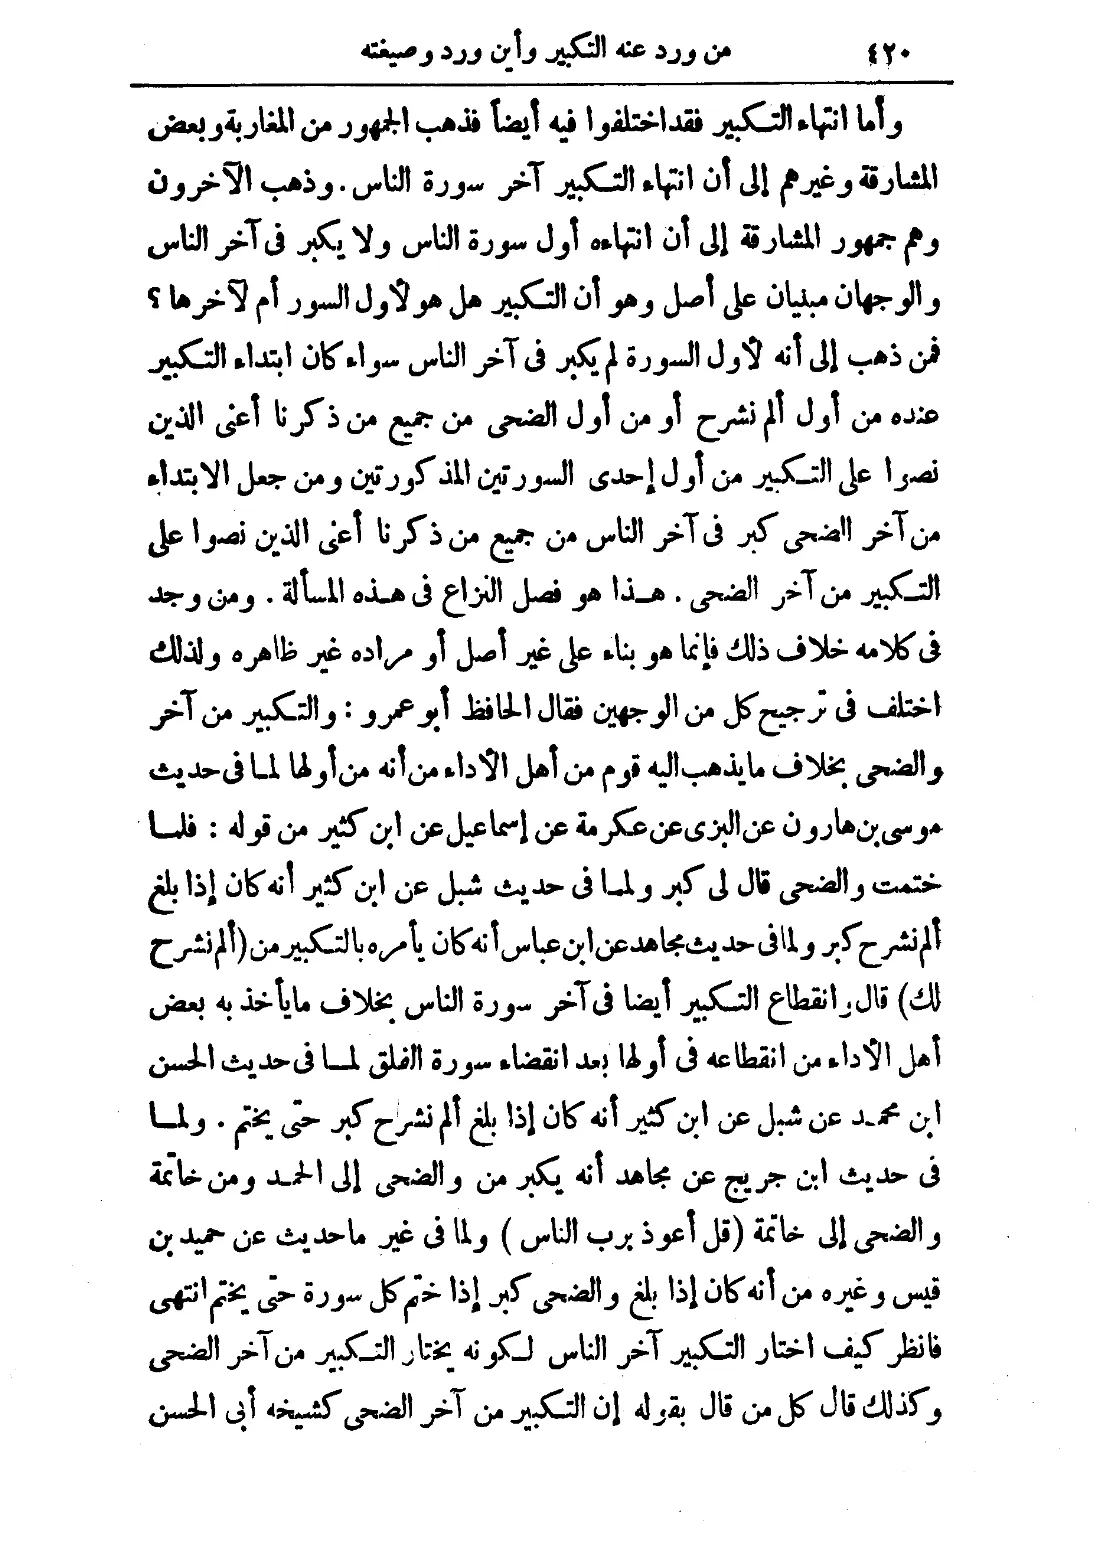 ٤٢٠ من ورد عنه التكبير وأين ورد وصيغته
وأما انتهاء التكبير فقد اختلفوا فيه أيضاً فذهب الجمهور من المغاربة وبعض
المشارقة وغيرهم إلى أن انتهاء التكبير آخر سورة الناس . وذهب الآخرون
وهم جمهور المشارقة إلى أن انتهاءه أول سورة الناس ولا يكبر فى آخر الناس
والوجهان مبنيان على أصل وهو أن التكبير هل هو لأول السور أم لآخرها ؟
فمن ذهب إلى أنه لأول السورة لم يكبر فى آخر الناس سواء كان ابتداء التكبير
عنده من أول ألم نشرح أو من أول الضحى من جميع من ذكرنا أعنى الذين
نصوا على التكبير من أول إحدى السورتين المذكورتين ومن جعل الابتداء
من آخر الضحى كبر فى آخر الناس من جميع من ذكرنا أعنى الذين نصوا على
التكبير من آخر الضحى . هذا هو فصل النزاع فى هذه المسألة . ومن وجد
فى كلامه خلاف ذلك فإنما هو بناء على غير أصل أو مراده غير ظاهره ولذلك
اختلف فى ترجيح كل من الوجهين فقال الحافظ أبو عمرو : والتكبير من آخر
والضحى بخلاف مايذهب اليه قوم من أهل الأداء من أنه من أولها لما فى حديث
موسى بن هارون عن البزى عن عكرمة عن إسماعيل عن ابن كثير من قوله : فلما
ختمت والضحى قال لى كبر ولما فى حديث شبل عن ابن كثير أنه كان إذا بلغ
ألم نشرح كبر ولما فى حديث مجاهد عن ابن عباس أنه كان يأمره بالتكبير من (ألم نشرح
لك) قال وانقطاع التكبير أيضا فى آخر سورة الناس بخلاف مايأخذ به بعض
أهل الأداء من انقطاعه فى أولها بعد انقضاء سورة الفلق لما فى حديث الحسن
ابن محمد عن شبل عن ابن كثير أنه كان إذا بلغ ألم نشرح كبر حتى يختم . ولما
فى حديث ابن جريج عن مجاهد أنه يكبر من والضحى إلى الحمد ومن خاتمة
والضحى إلى خاتمة (قل أعوذ برب الناس ) ولما فى غير ماحديث عن حميد بن
قيس وغيره من أنه كان إذا بلغ والضحى كبر إذا ختم كل سورة حتى يختم انتهى
فانظر كيف اختار التكبير آخر الناس لكونه يختار التكبير من آخر الضحى
وكذلك قال كل من قال بقوله إن التكبير من آخر الضحى كشيخه أبى الحسن